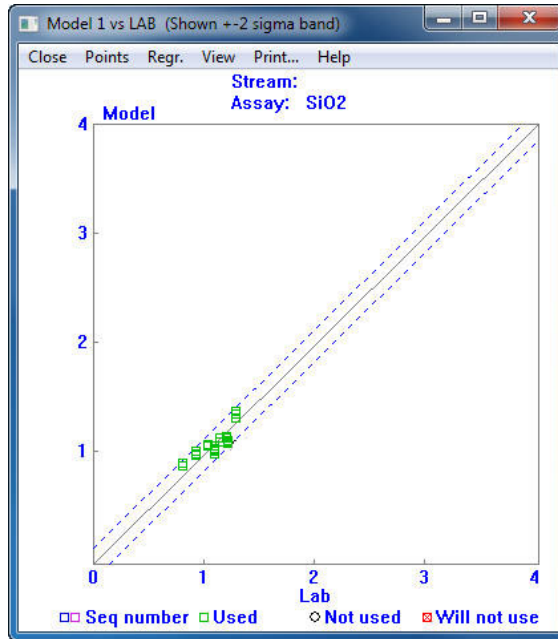 Model 1 vs LAB (Shown +-2 sigma band)
Close Points Regr. View Print... Help
Stream:
Assay: SiO2
Model
4
3
2
1
0 1 2 3 4
Lab
Seq number Used Not used Will not use